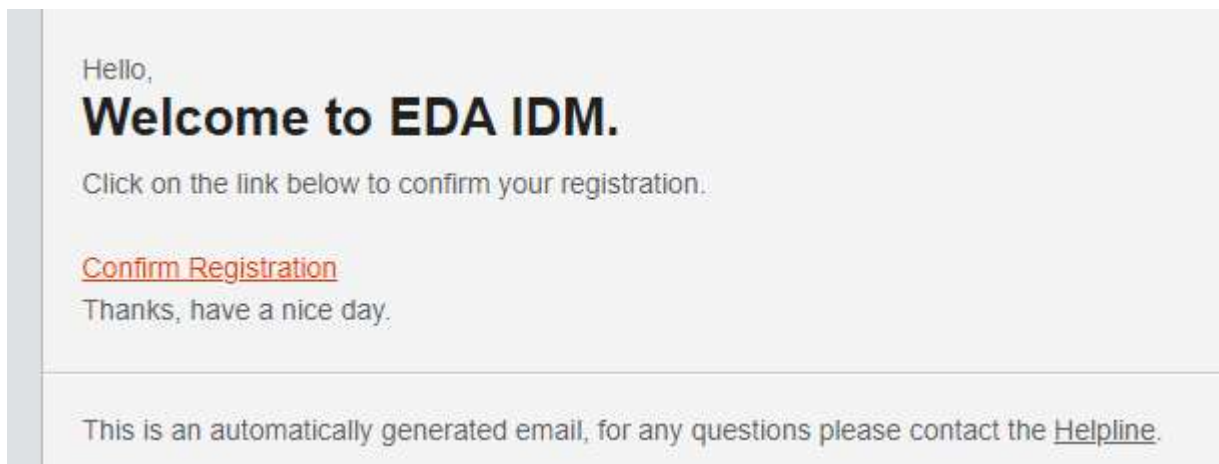 Hello,
Welcome to EDA IDM.
Click on the link below to confirm your registration.
Confirm Registration
Thanks, have a nice day.
This is an automatically generated email, for any questions please contact the Helpline.